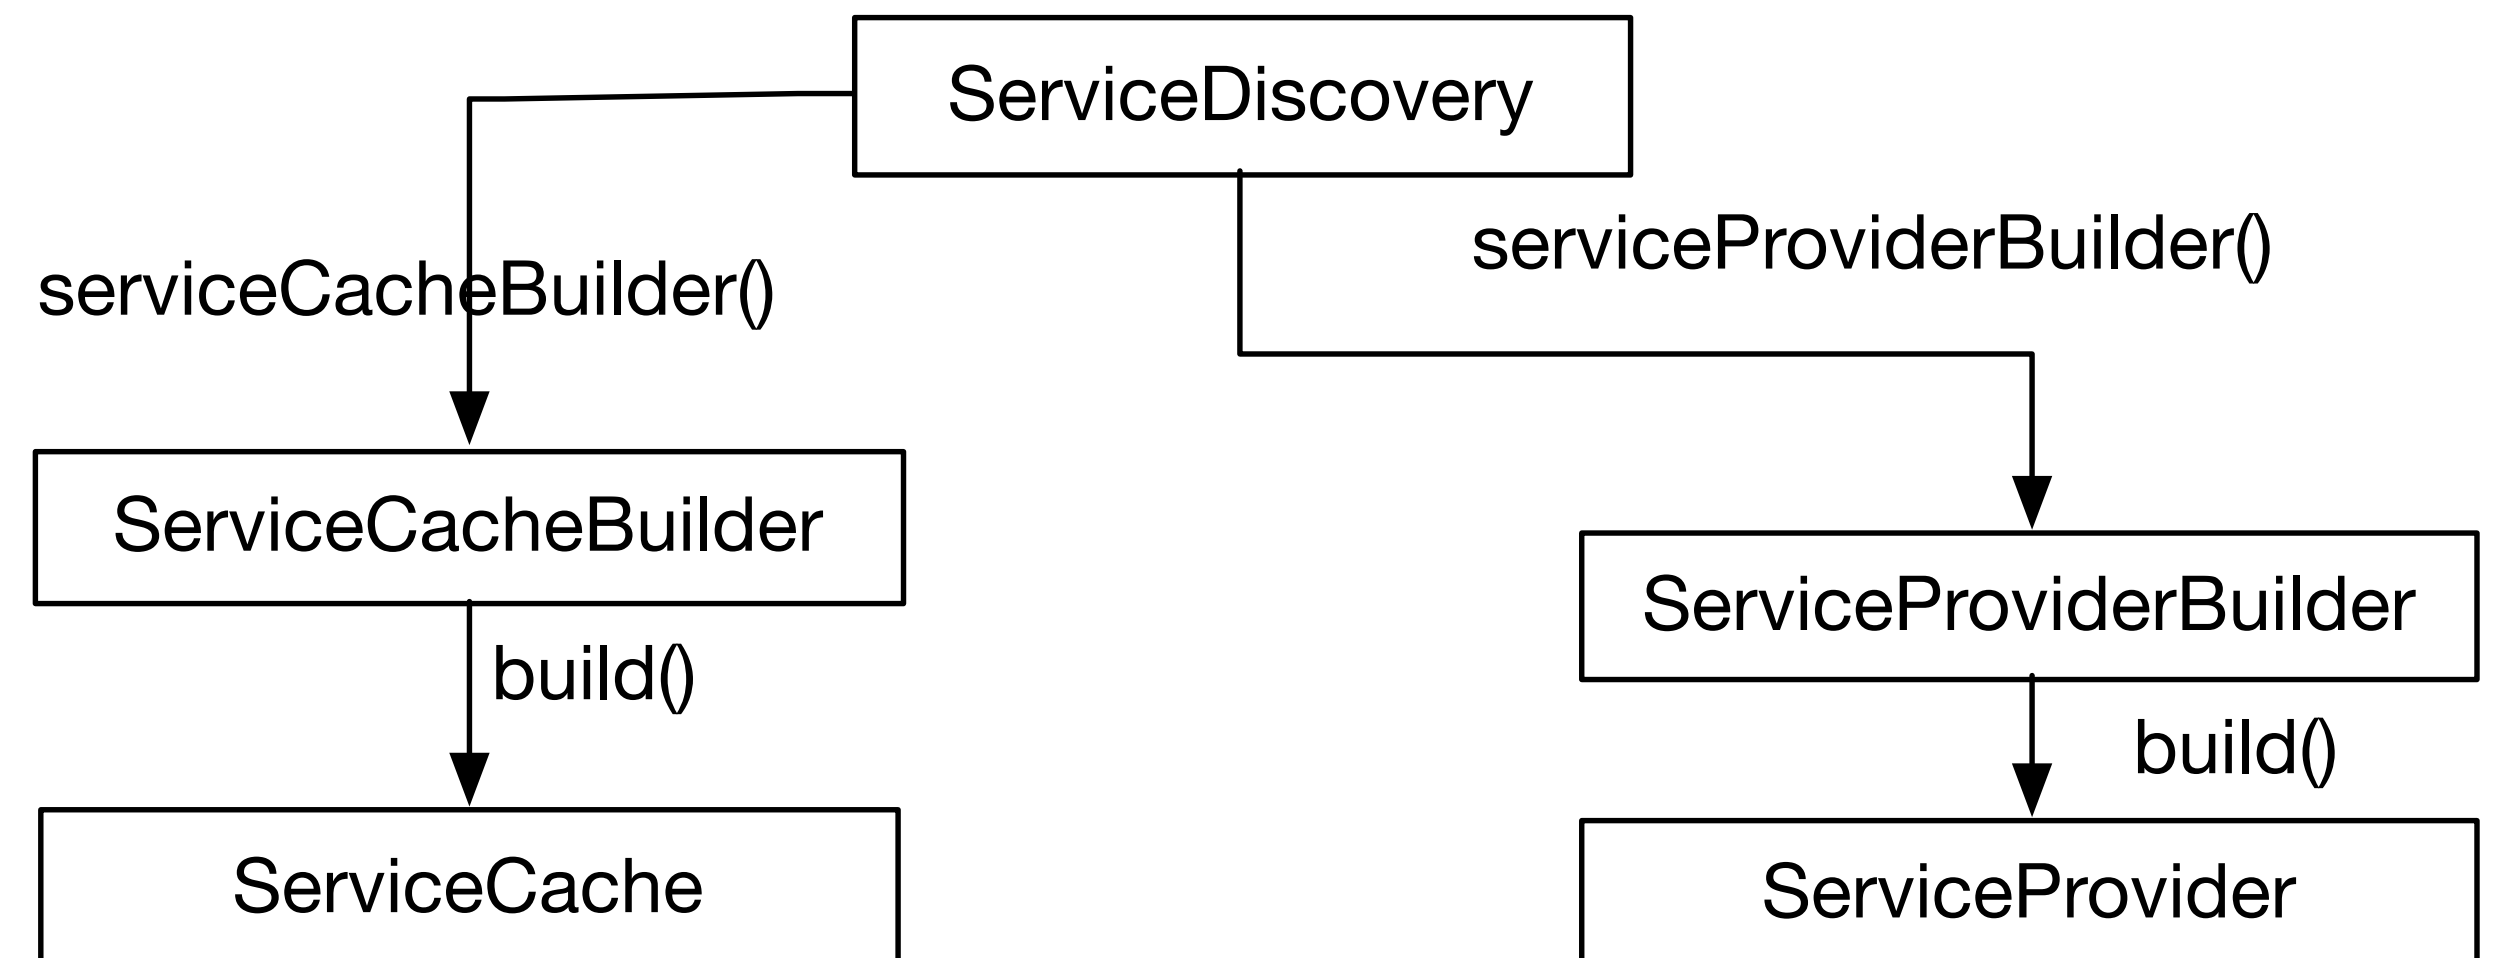 ServiceDiscovery
serviceProviderBuilder()
serviceCacheBuilder()
ServiceCacheBuilder
ServiceProviderBuilder
build()
build()
ServiceCache
ServiceProvider